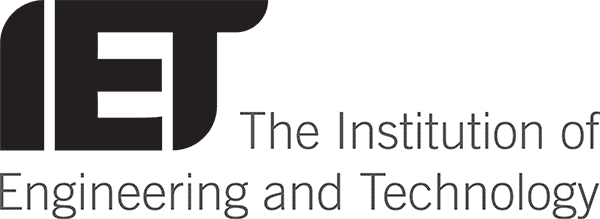 IET The Institution of
Engineering and Technology